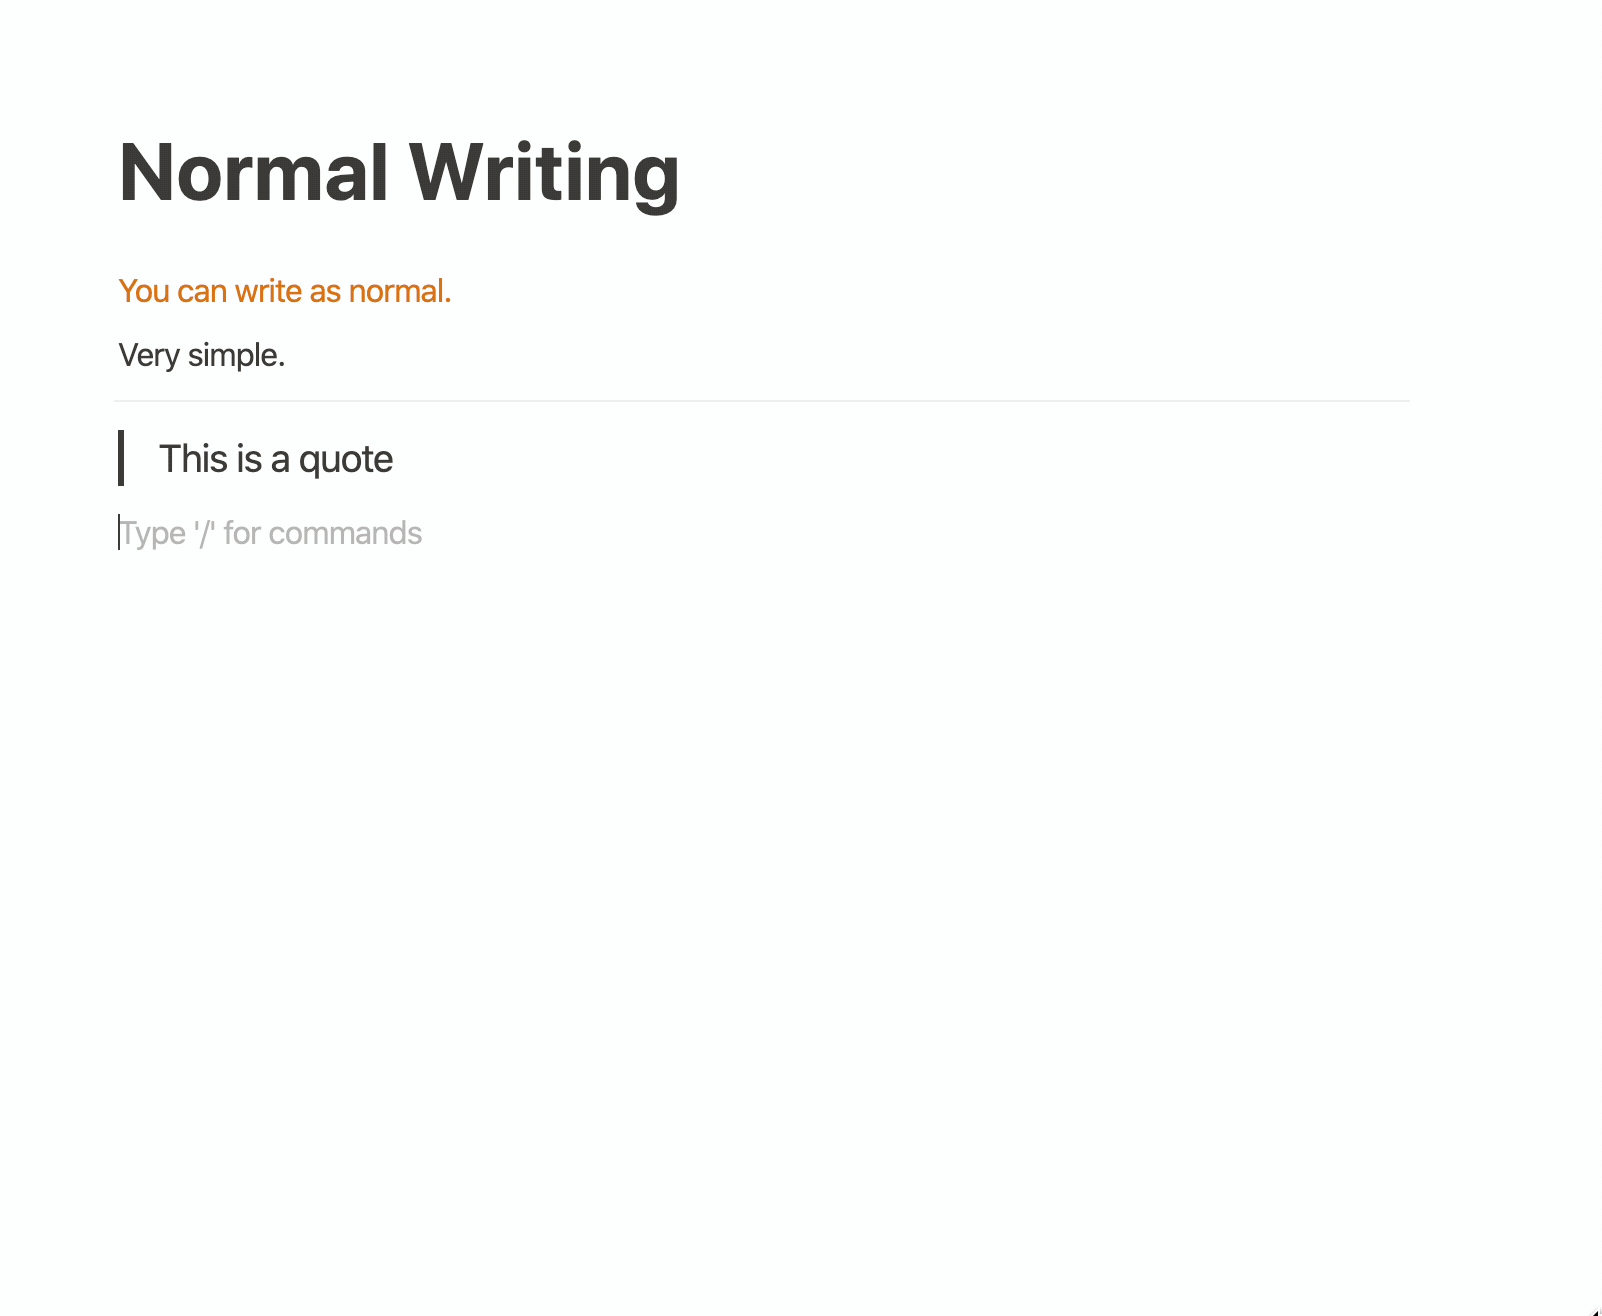 Normal Writing
You can write as normal.
Very simple.
This is a quote
Type '/' for commands